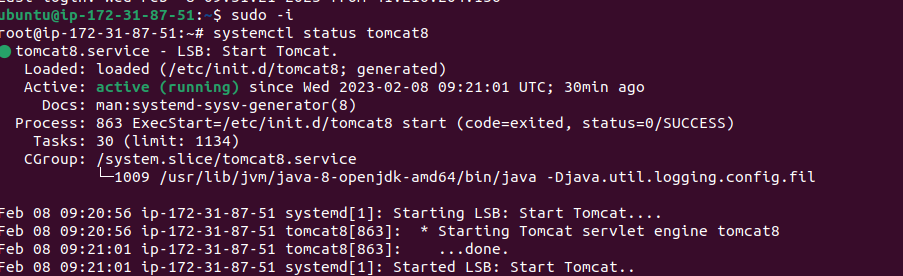 ubuntu@ip-172-31-87-51:~$ sudo -i
root@ip-172-31-87-51:~# systemctl status tomcat8
● tomcat8.service - LSB: Start Tomcat.
   Loaded: loaded (/etc/init.d/tomcat8; generated)
   Active: active (running) since Wed 2023-02-08 09:21:01 UTC; 30min ago
     Docs: man:systemd-sysv-generator(8)
  Process: 863 ExecStart=/etc/init.d/tomcat8 start (code=exited, status=0/SUCCESS)
    Tasks: 30 (limit: 1134)
   CGroup: /system.slice/tomcat8.service
           └─1009 /usr/lib/jvm/java-8-openjdk-amd64/bin/java -Djava.util.logging.config.fil
Feb 08 09:20:56 ip-172-31-87-51 systemd[1]: Starting LSB: Start Tomcat....
Feb 08 09:20:56 ip-172-31-87-51 tomcat8[863]:  * Starting Tomcat servlet engine tomcat8
Feb 08 09:21:01 ip-172-31-87-51 tomcat8[863]:    ...done.
Feb 08 09:21:01 ip-172-31-87-51 systemd[1]: Started LSB: Start Tomcat..